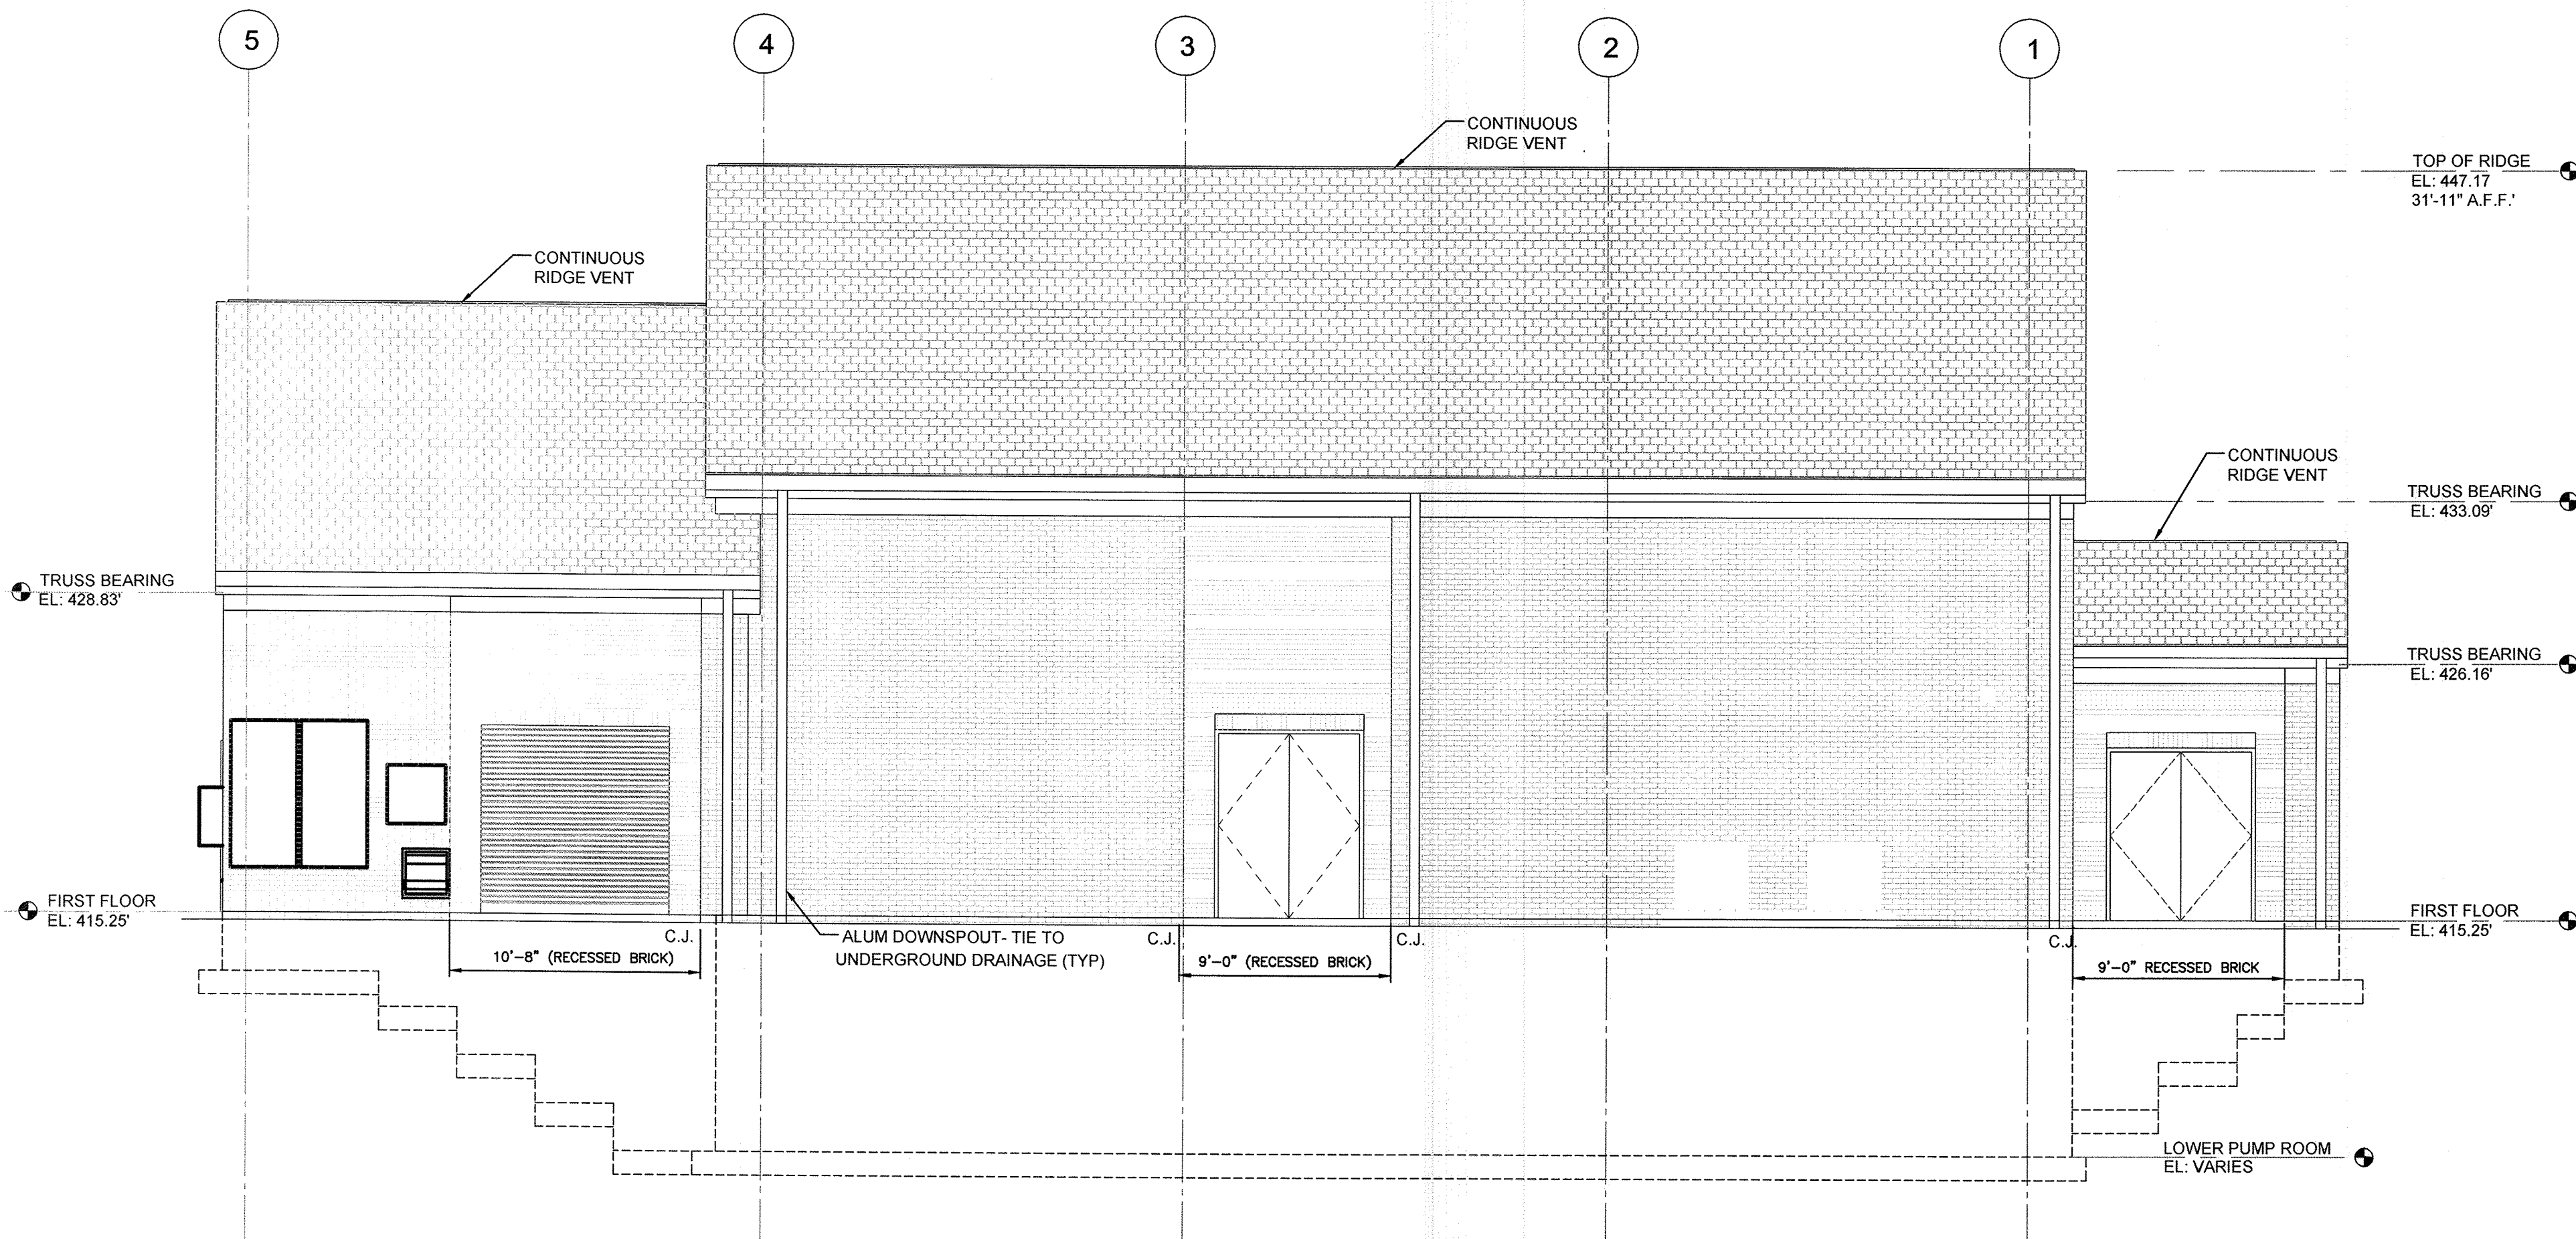 5
4
3
2
1
CONTINUOUS
RIDGE VENT
TOP OF RIDGE
EL: 447.17
31'-11" A.F.F.'
CONTINUOUS
RIDGE VENT
CONTINUOUS
RIDGE VENT
TRUSS BEARING
EL: 433.09'
TRUSS BEARING
EL: 428.83'
TRUSS BEARING
EL: 426.16'
FIRST FLOOR
EL: 415.25'
FIRST FLOOR
EL: 415.25'
C.J.
ALUM DOWNSPOUT- TIE TO
UNDERGROUND DRAINAGE (TYP)
C.J.
C.J.
C.J.
10'-8" (RECESSED BRICK)
9'-0" (RECESSED BRICK)
9'-0" RECESSED BRICK
LOWER PUMP ROOM
EL: VARIES